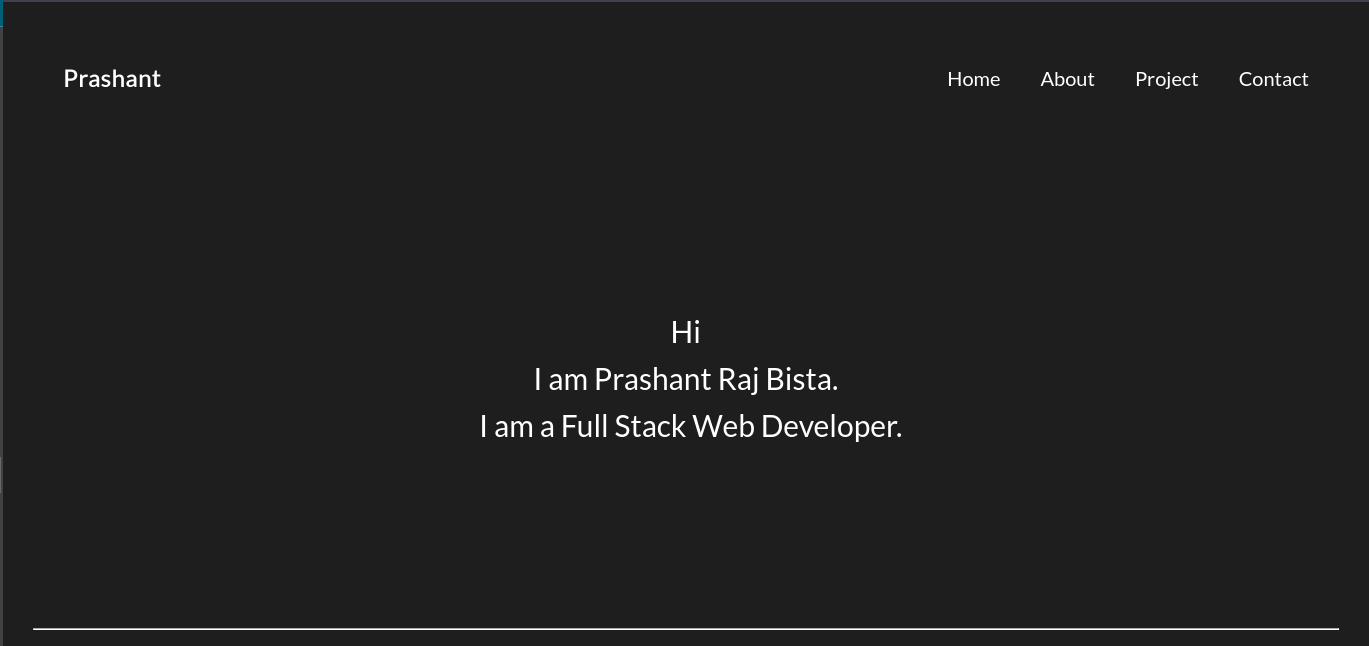 Prashant
Home About Project Contact
Hi
I am Prashant Raj Bista.
I am a Full Stack Web Developer.